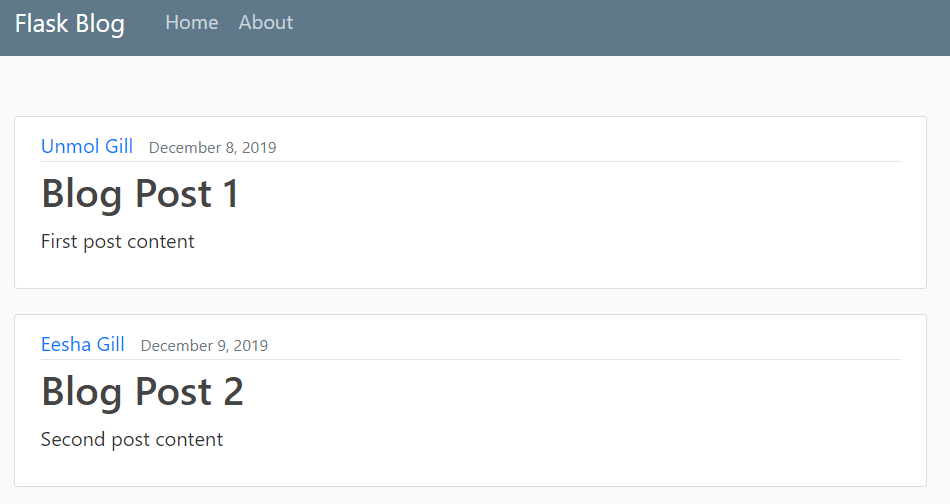 Flask Blog Home About
Unmol Gill December 8, 2019
Blog Post 1
First post content
Eesha Gill December 9, 2019
Blog Post 2
Second post content